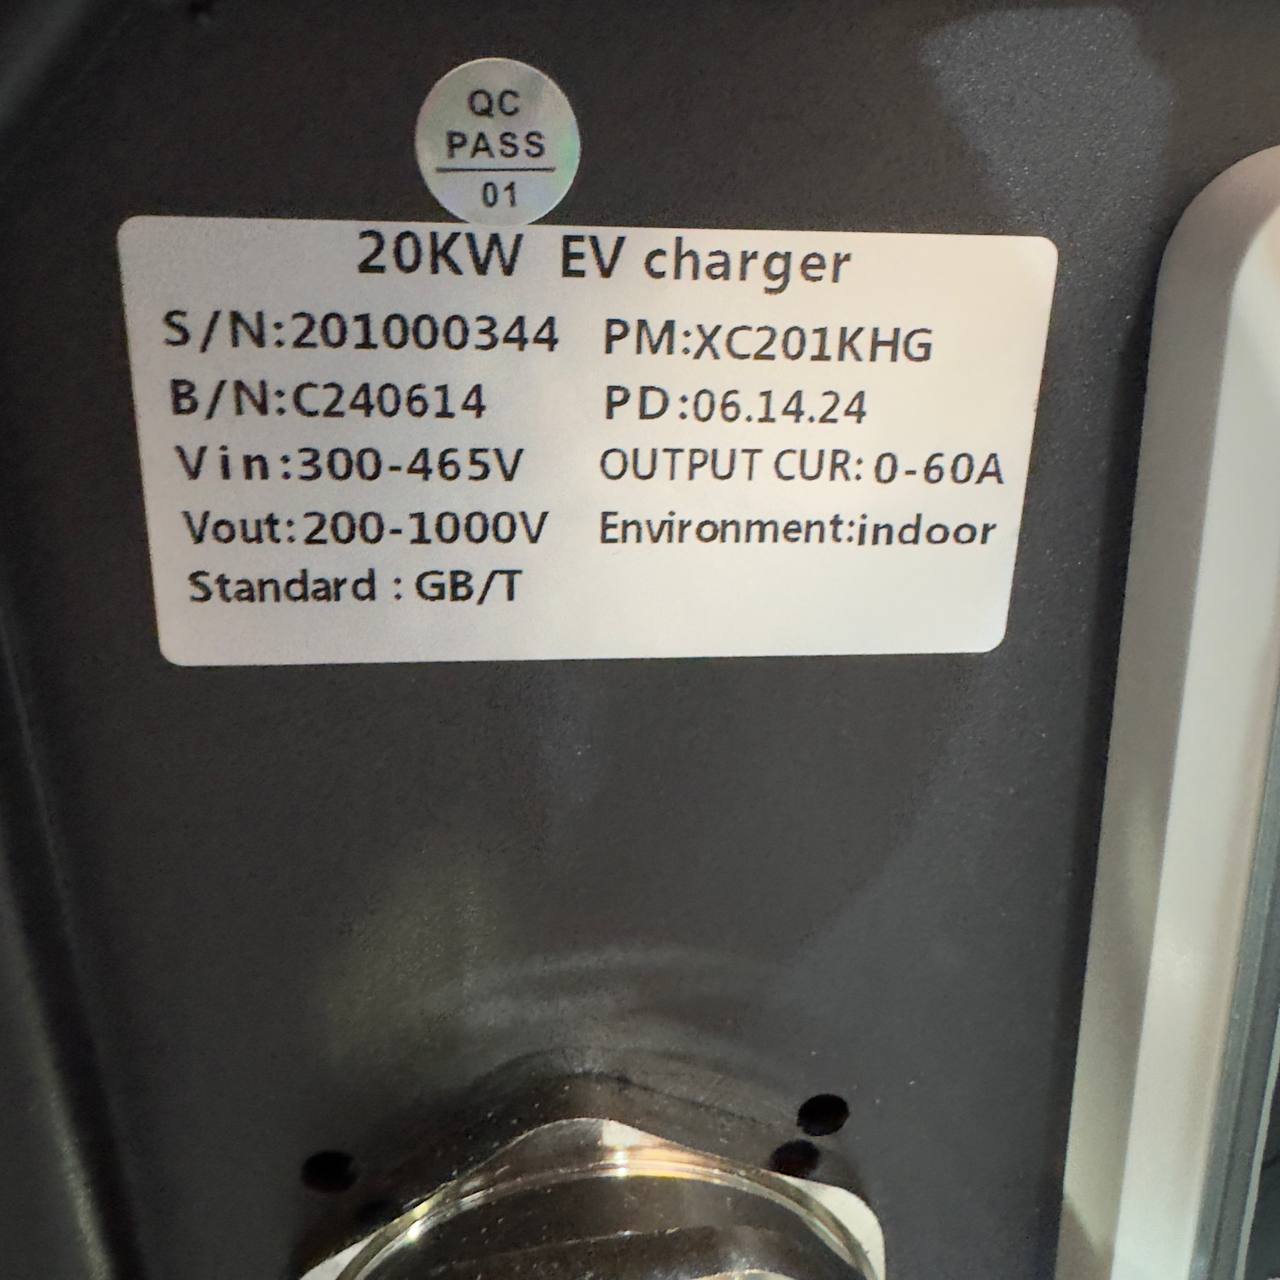 QC
PASS
01
20KW EV charger
S/N:201000344 PM:XC201KHG
B/N:C240614 PD:06.14.24
Vin:300-465V OUTPUT CUR: 0-60A
Vout:200-1000V Environment:indoor
Standard : GB/T